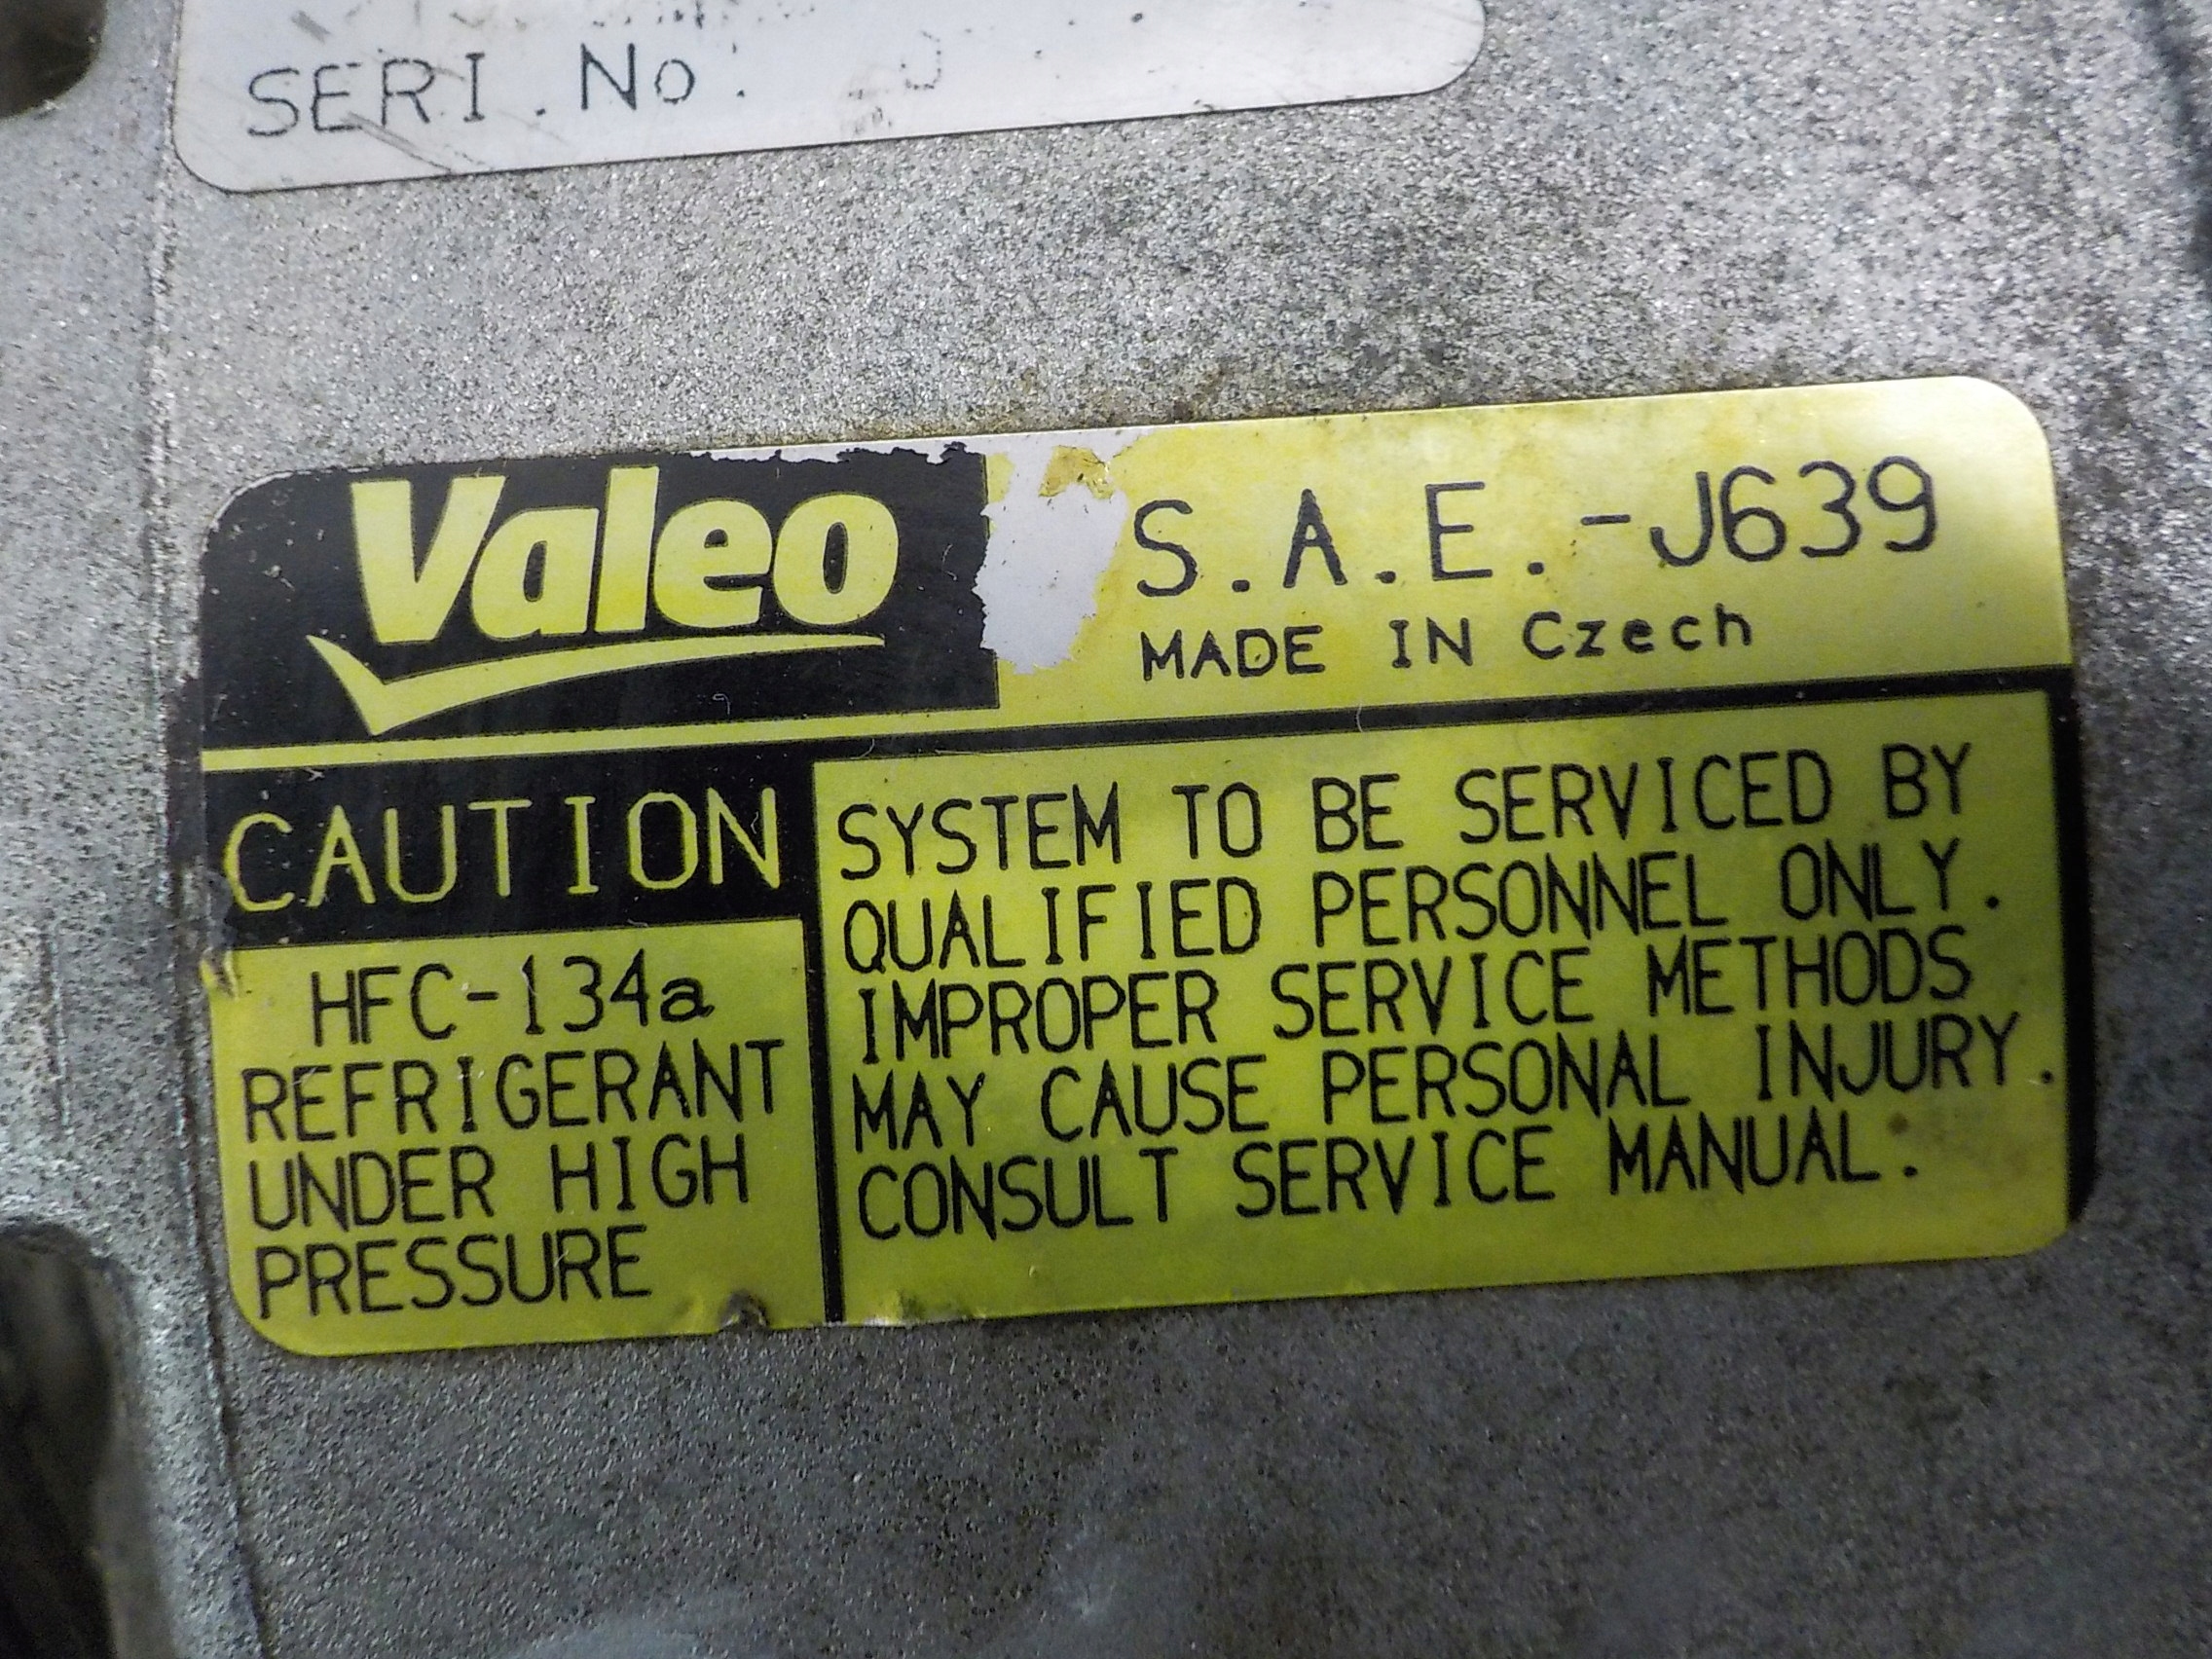 SERI.No.
Valeo
S.A.E.-J639
MADE IN Czech
CAUTION
HFC-134a
REFRIGERANT
UNDER HIGH
PRESSURE
SYSTEM TO BE SERVICED BY
QUALIFIED PERSONNEL ONLY.
IMPROPER SERVICE METHODS
MAY CAUSE PERSONAL INJURY.
CONSULT SERVICE MANUAL.